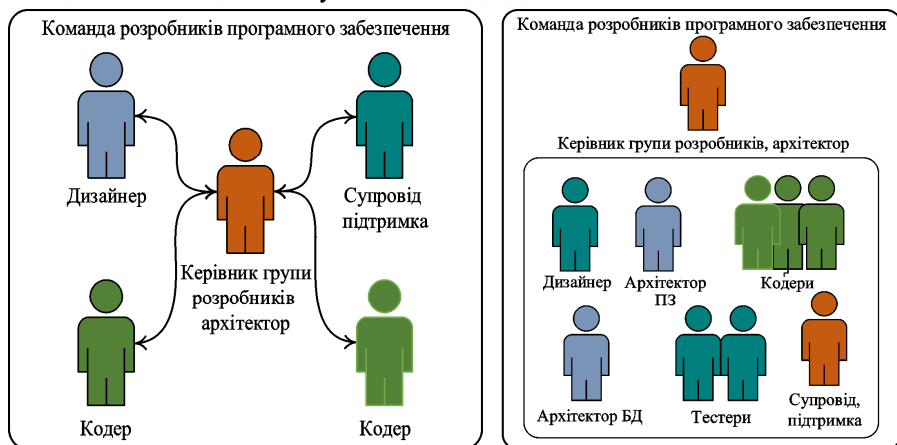 Команда розробників програмного забезпечення
Дизайнер
Супровід
підтримка
Керівник групи
розробників
архітектор
Кодер
Кодер
Команда розробників програмного забезпечення
Керівник групи розробників, архітектор
Дизайнер
Архітектор
ПЗ
Кодери
Архітектор БД
Тестери
Супровід,
підтримка